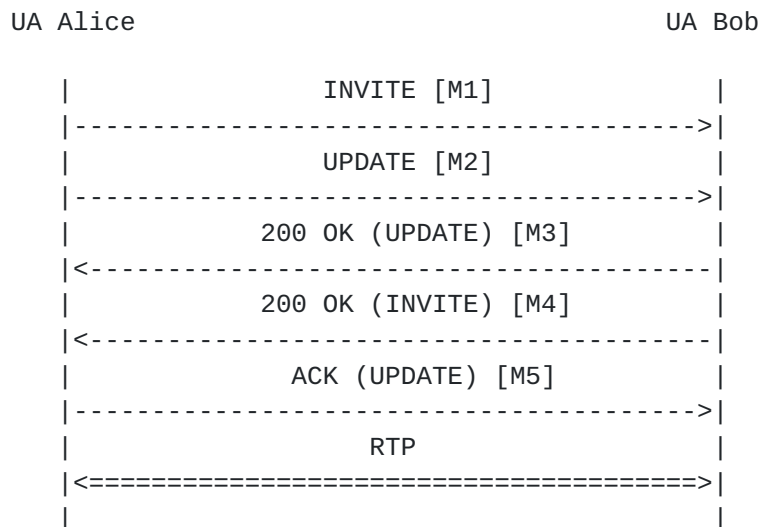 UA Alice UA Bob
INVITE [M1]
UPDATE [M2]
200 OK (UPDATE) [M3]
200 OK (INVITE) [M4]
ACK (UPDATE) [M5]
RTP